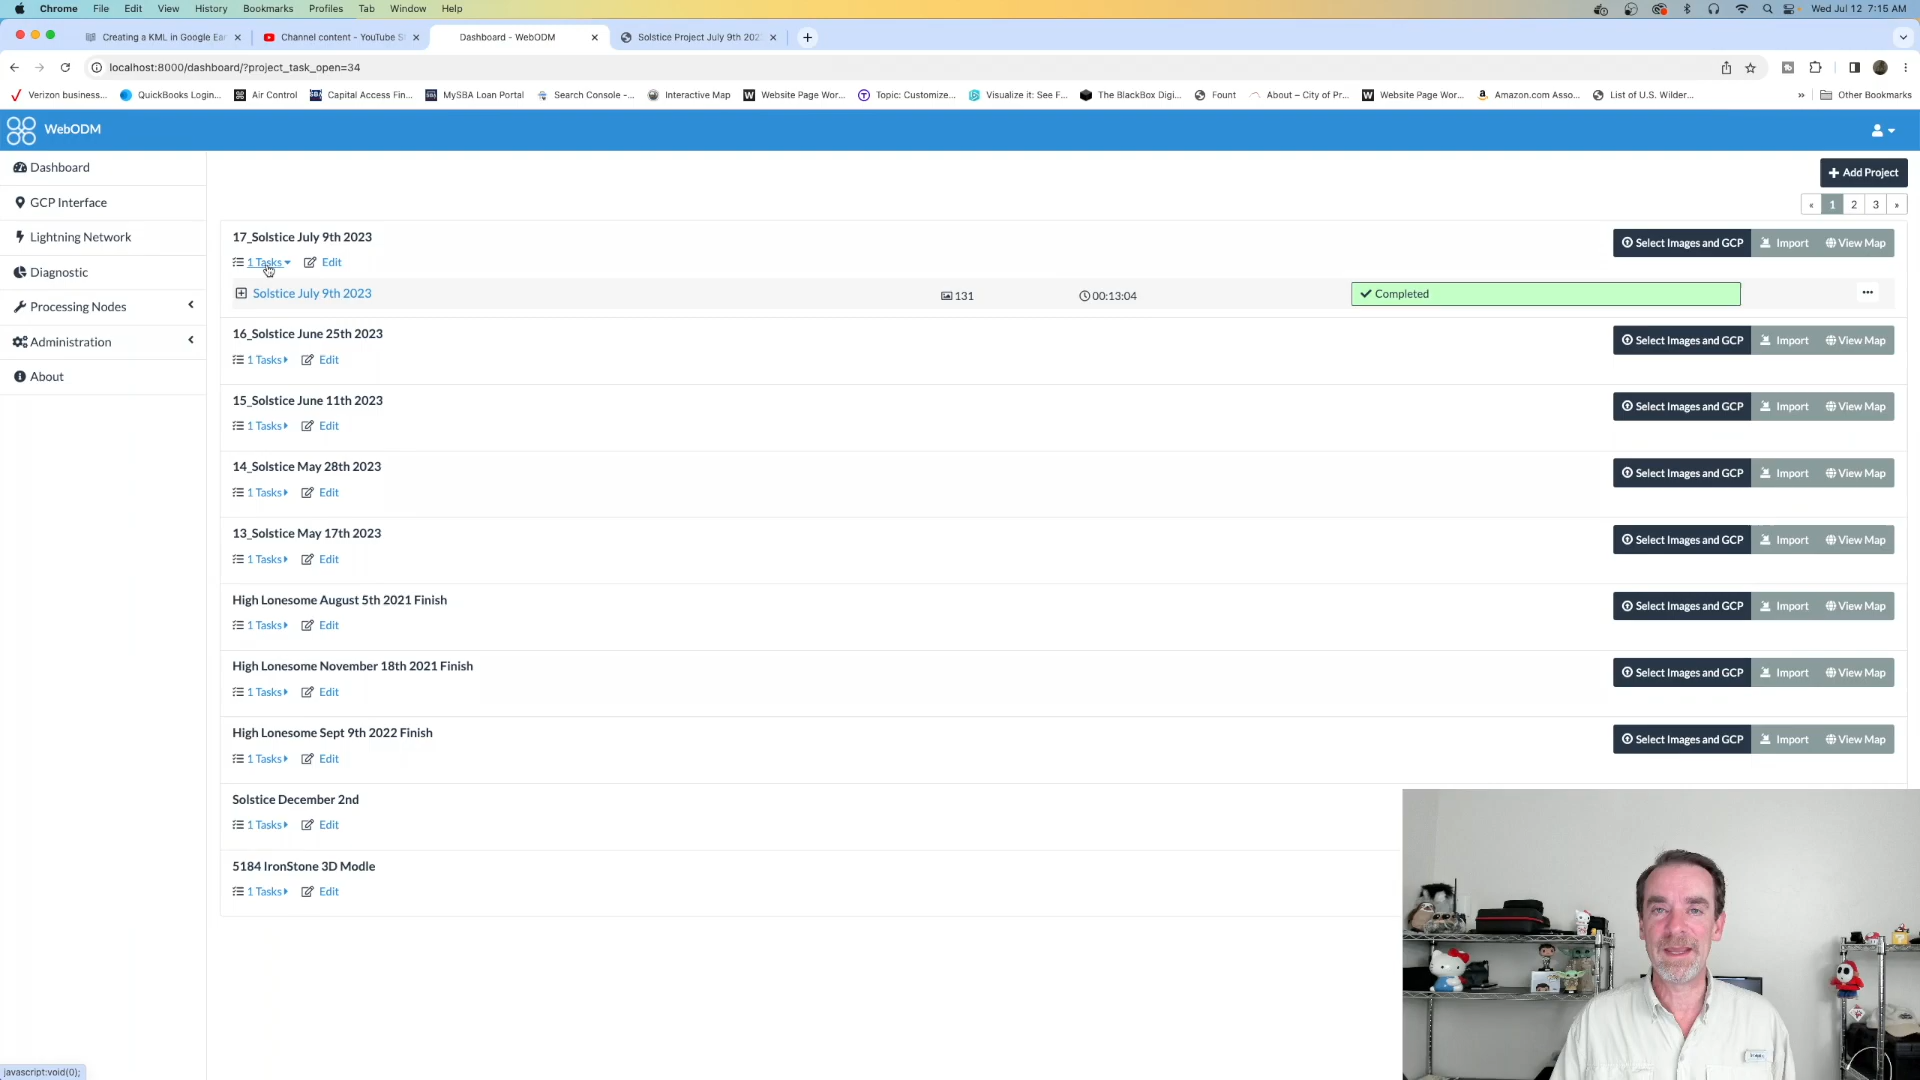 Chrome File Edit View History Bookmarks Profiles Tab Window Help Wed Jul 12 7:15 AM
Creating a KML in Google Ear Channel content - YouTube S Dashboard - WebODM Solstice Project July 9th 202
localhost:8000/dashboard/?project_task_open=34
Verizon business... QuickBooks Login... Air Control Capital Access Fin... MySBA Loan Portal Search Console -... Interactive Map Website Page Wor... Topic: Customize... Visualize it: See F... The BlackBox Digi... Fount About – City of Pr... Website Page Wor... Amazon.com Asso... List of U.S. Wilder... » Other Bookmarks
WebODM
Dashboard
GCP Interface
Lightning Network
Diagnostic
Processing Nodes
Administration
About
Add Project
« 1 2 3 »
17_Solstice July 9th 2023
1 Tasks Edit
Select Images and GCP Import View Map
Solstice July 9th 2023 131 00:13:04 Completed
16_Solstice June 25th 2023
1 Tasks Edit
Select Images and GCP Import View Map
15_Solstice June 11th 2023
1 Tasks Edit
Select Images and GCP Import View Map
14_Solstice May 28th 2023
1 Tasks Edit
Select Images and GCP Import View Map
13_Solstice May 17th 2023
1 Tasks Edit
Select Images and GCP Import View Map
High Lonesome August 5th 2021 Finish
1 Tasks Edit
Select Images and GCP Import View Map
High Lonesome November 18th 2021 Finish
1 Tasks Edit
Select Images and GCP Import View Map
High Lonesome Sept 9th 2022 Finish
1 Tasks Edit
Select Images and GCP Import View Map
Solstice December 2nd
1 Tasks Edit
5184 IronStone 3D Modle
1 Tasks Edit
javascript:void(0);